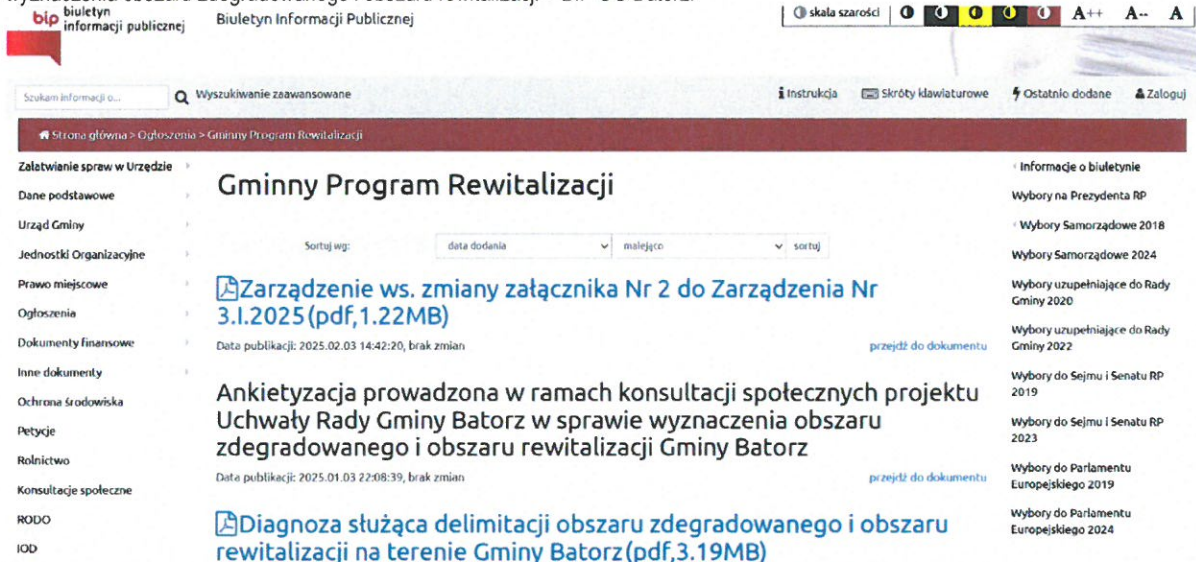 bip biuletyn
informacji publicznej
Biuletyn Informacji Publicznej
skala szarości
A++ A-- A
Szukam informacji o...
Wyszukiwanie zaawansowane
Instrukcja
Skróty klawiaturowe
Ostatnio dodane
Zaloguj
Strona główna > Ogłoszenia > Gminny Program Rewitalizacji
Załatwianie spraw w Urzędzie
Dane podstawowe
Urząd Gminy
Jednostki Organizacyjne
Prawo miejscowe
Ogłoszenia
Dokumenty finansowe
Inne dokumenty
Ochrona środowiska
Petycje
Rolnictwo
Konsultacje społeczne
RODO
IOD
Gminny Program Rewitalizacji
Sortuj wg: data dodania malejąco sortuj
Zarządzenie ws. zmiany załącznika Nr 2 do Zarządzenia Nr
3.I.2025(pdf,1.22MB)
Data publikacji: 2025.02.03 14:42:20, brak zmian
przejdź do dokumentu
Ankietyzacja prowadzona w ramach konsultacji społecznych projektu
Uchwały Rady Gminy Batorz w sprawie wyznaczenia obszaru
zdegradowanego i obszaru rewitalizacji Gminy Batorz
Data publikacji: 2025.01.03 22:08:39, brak zmian
przejdź do dokumentu
Diagnoza służąca delimitacji obszaru zdegradowanego i obszaru
rewitalizacji na terenie Gminy Batorz(pdf,3.19MB)
Informacje o biuletynie
Wybory na Prezydenta RP
Wybory Samorządowe 2018
Wybory Samorządowe 2024
Wybory uzupełniające do Rady
Gminy 2020
Wybory uzupełniające do Rady
Gminy 2022
Wybory do Sejmu i Senatu RP
2019
Wybory do Sejmu i Senatu RP
2023
Wybory do Parlamentu
Europejskiego 2019
Wybory do Parlamentu
Europejskiego 2024